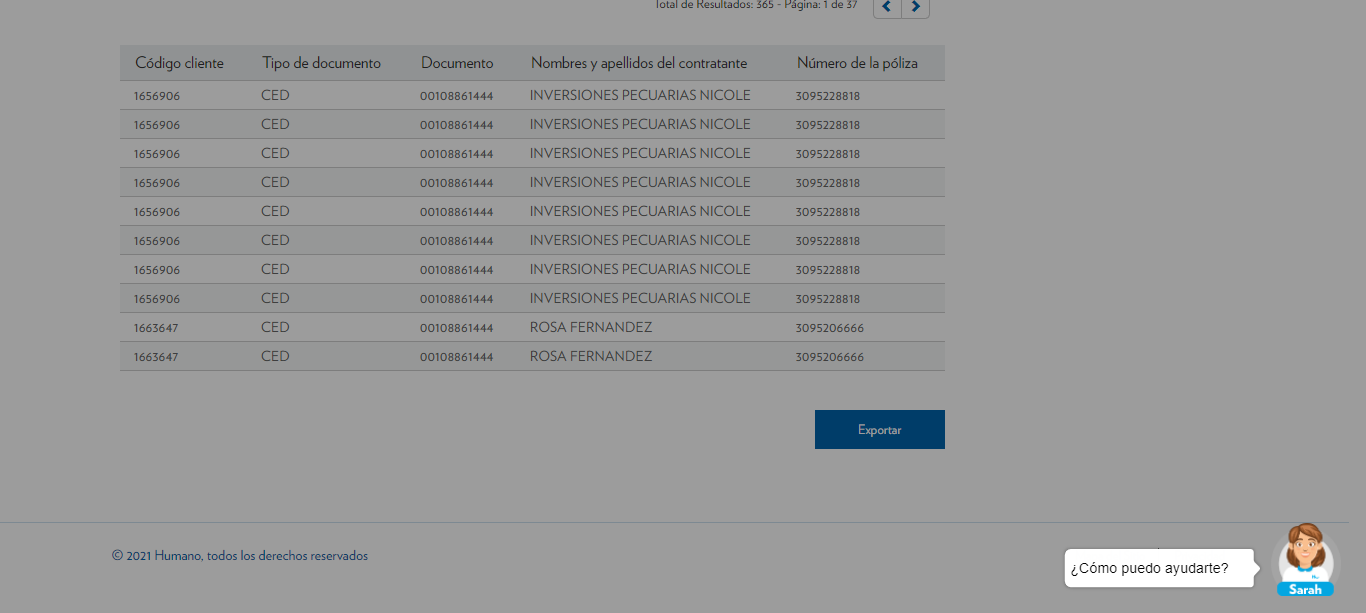 Total de Resultados: 365 - Página: 1 de 37
Código cliente Tipo de documento Documento Nombres y apellidos del contratante Número de la póliza
1656906 CED 00108861444 INVERSIONES PECUARIAS NICOLE 3095228818
1656906 CED 00108861444 INVERSIONES PECUARIAS NICOLE 3095228818
1656906 CED 00108861444 INVERSIONES PECUARIAS NICOLE 3095228818
1656906 CED 00108861444 INVERSIONES PECUARIAS NICOLE 3095228818
1656906 CED 00108861444 INVERSIONES PECUARIAS NICOLE 3095228818
1656906 CED 00108861444 INVERSIONES PECUARIAS NICOLE 3095228818
1656906 CED 00108861444 INVERSIONES PECUARIAS NICOLE 3095228818
1656906 CED 00108861444 INVERSIONES PECUARIAS NICOLE 3095228818
1663647 CED 00108861444 ROSA FERNANDEZ 3095206666
1663647 CED 00108861444 ROSA FERNANDEZ 3095206666
Exportar
© 2021 Humano, todos los derechos reservados
¿Cómo puedo ayudarte?
Sarah